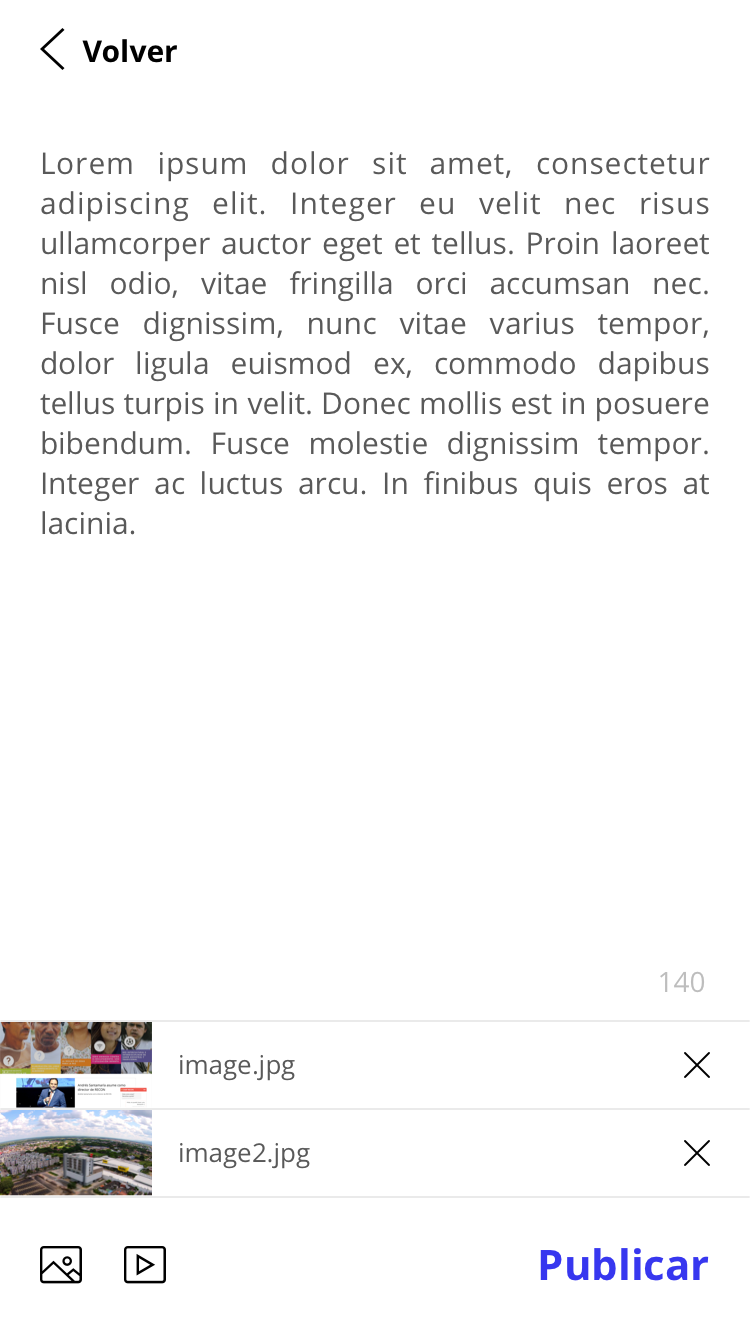 Volver
Lorem ipsum dolor sit amet, consectetur
adipiscing elit. Integer eu velit nec risus
ullamcorper auctor eget et tellus. Proin laoreet
nisl odio, vitae fringilla orci accumsan nec.
Fusce dignissim, nunc vitae varius tempor,
dolor ligula euismod ex, commodo dapibus
tellus turpis in velit. Donec mollis est in posuere
bibendum. Fusce molestie dignissim tempor.
Integer ac luctus arcu. In finibus quis eros at
lacinia.
140
image.jpg
image2.jpg
Publicar